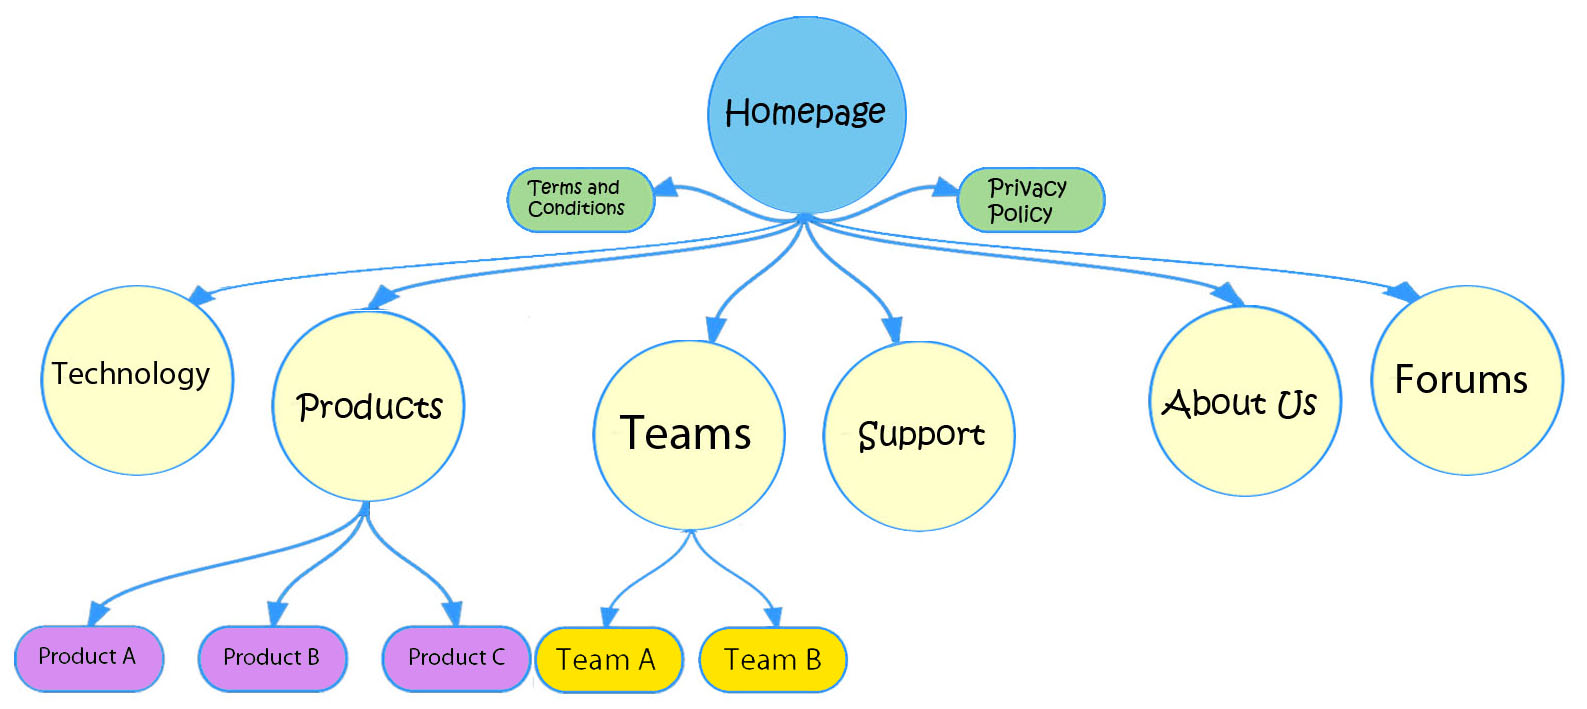 Homepage
Terms and
Conditions
Privacy
Policy
Technology
Products
Teams
Support
About Us
Forums
Product A
Product B
Product C
Team A
Team B